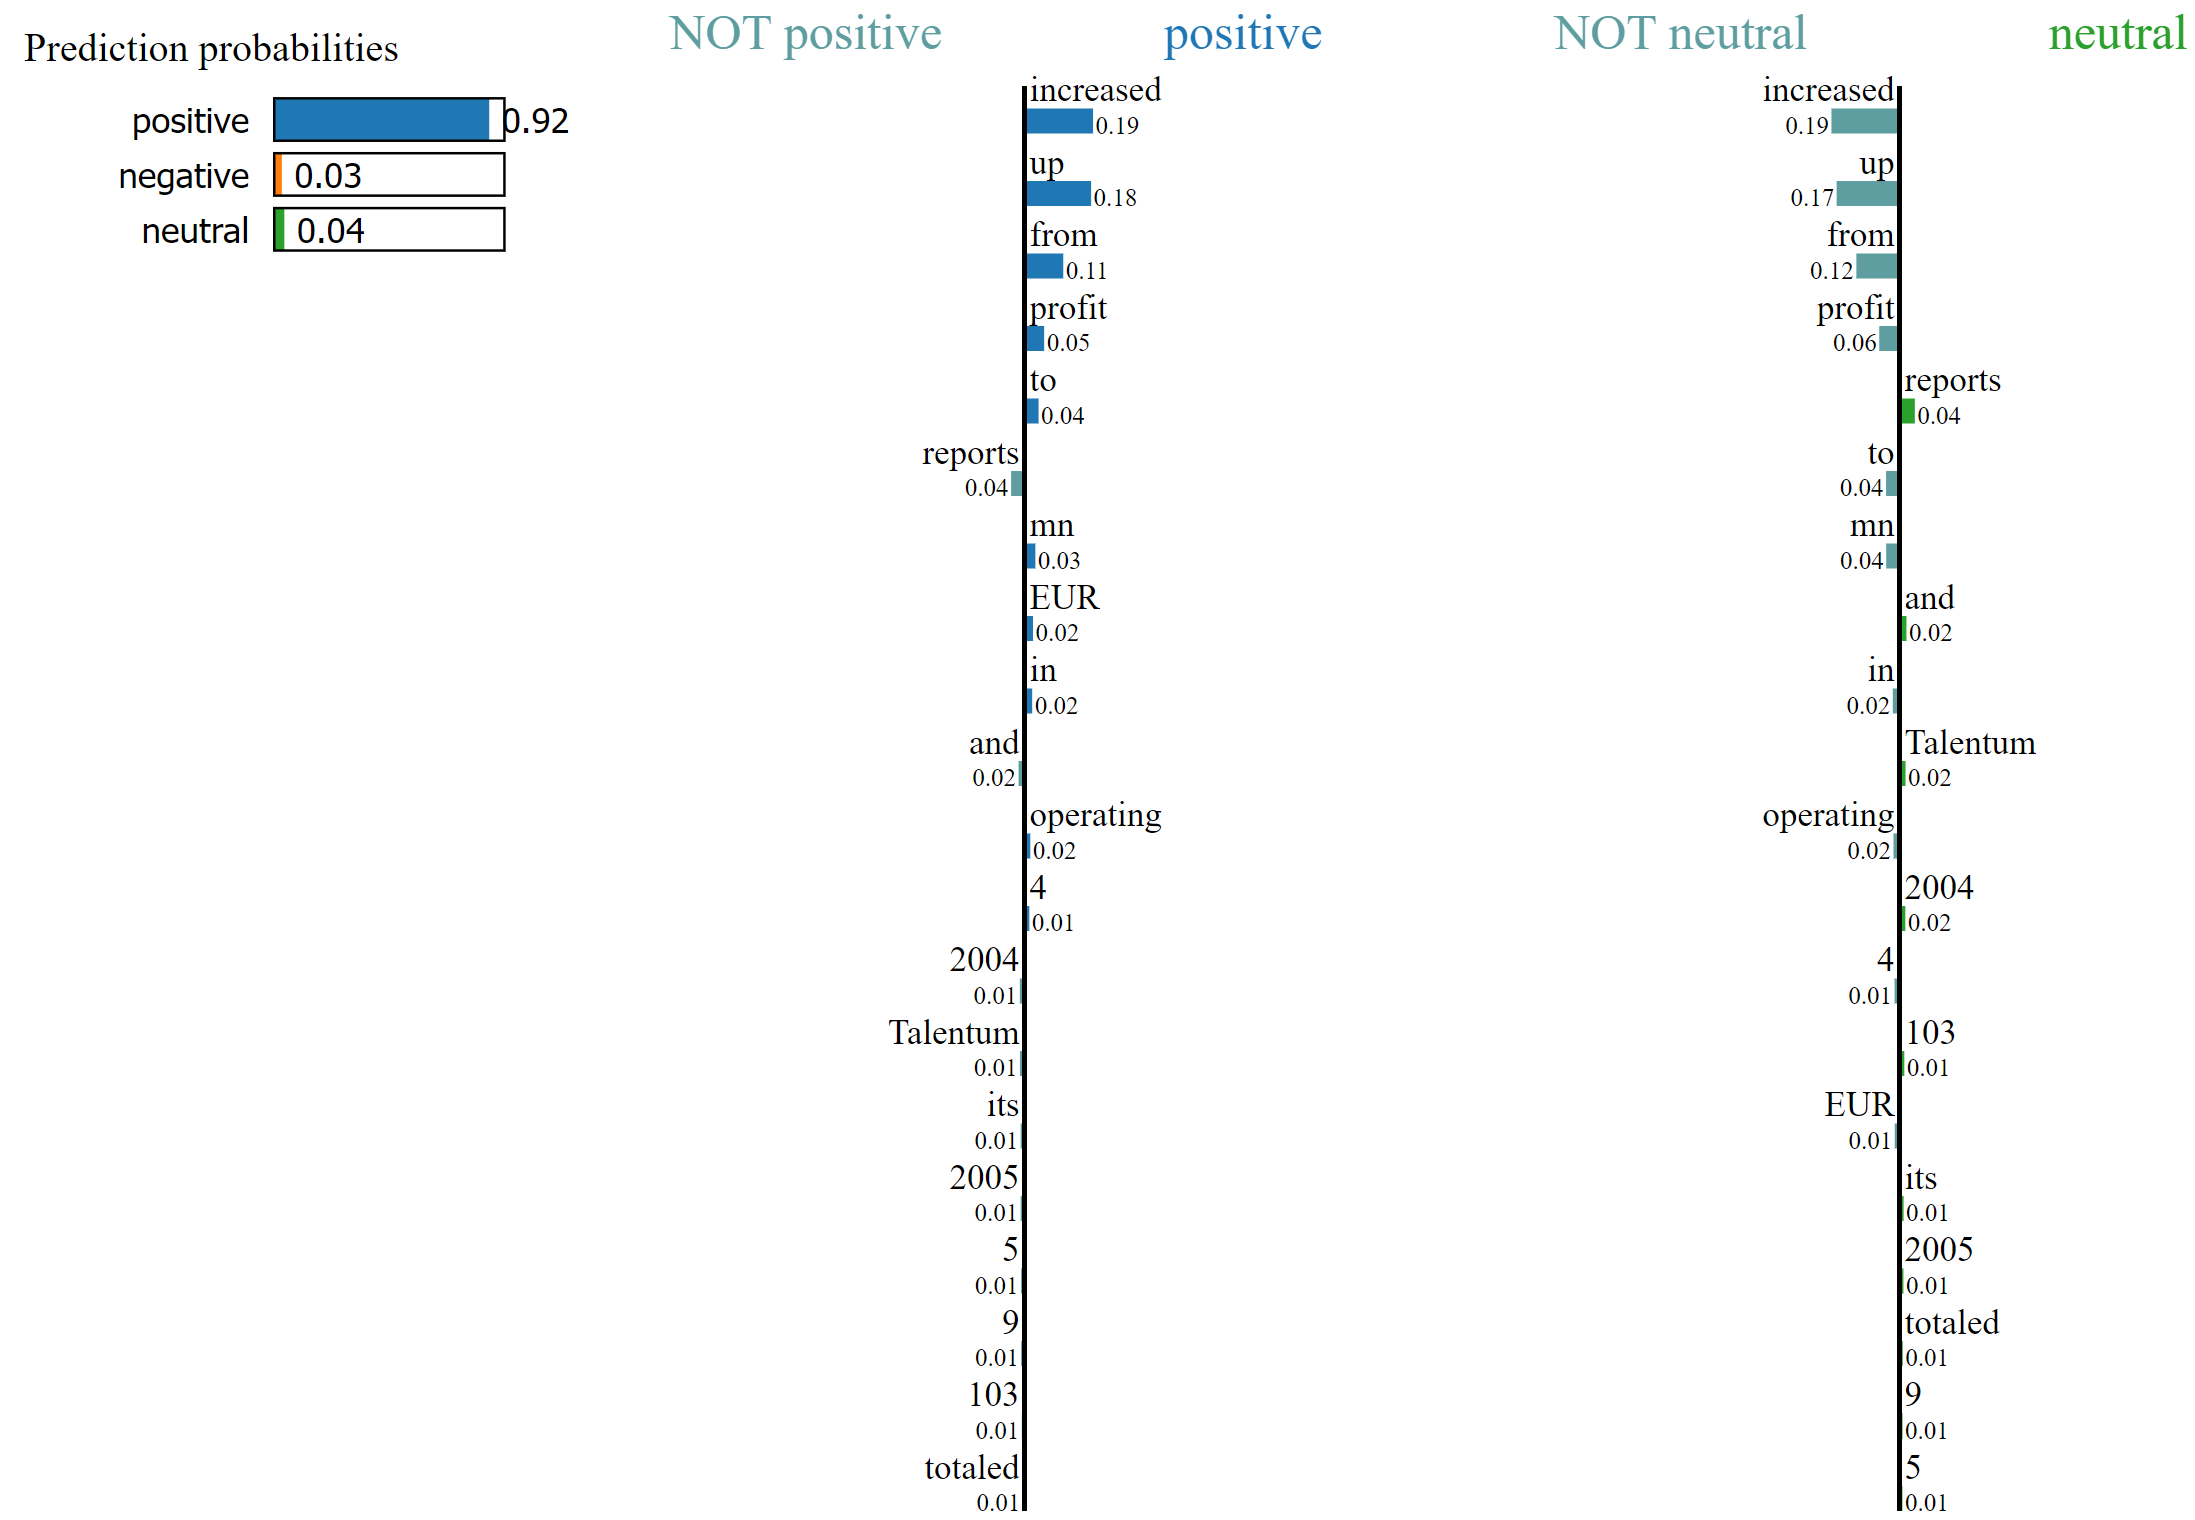 Prediction probabilities
positive 0.92
negative 0.03
neutral 0.04
NOT positive positive
increased
0.19
up
0.18
from
0.11
profit
0.05
to
0.04
reports
0.04
mn
0.03
EUR
0.02
in
0.02
and
0.02
operating
0.02
4
0.01
2004
0.01
Talentum
0.01
its
0.01
2005
0.01
5
0.01
9
0.01
103
0.01
totaled
0.01
NOT neutral neutral
increased
0.19
up
0.17
from
0.12
profit
0.06
reports
0.04
to
0.04
mn
0.04
and
0.02
in
0.02
Talentum
0.02
operating
0.02
2004
0.02
4
0.01
103
0.01
EUR
0.01
its
0.01
2005
0.01
totaled
0.01
9
0.01
5
0.01